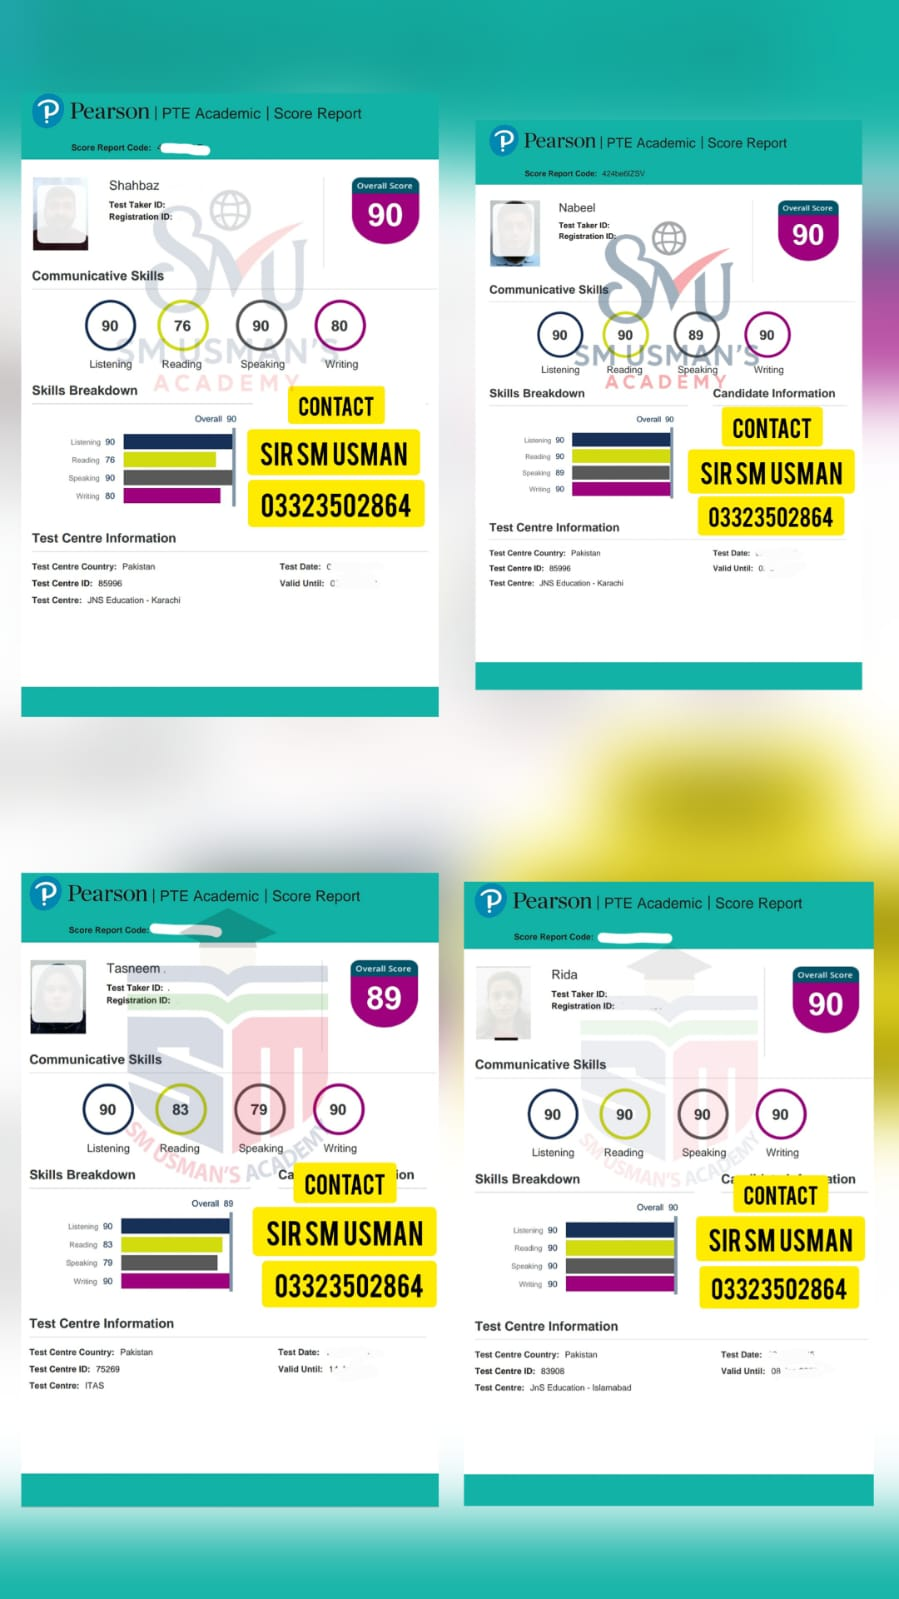 Pearson | PTE Academic | Score Report
Score Report Code:
Shahbaz
Test Taker ID:
Registration ID:
Overall Score
90
SMU
SM USMAN'S
ACADEMY
Communicative Skills
90 76 90 80
Listening Reading Speaking Writing
Skills Breakdown
Overall 90
Listening 90
Reading 76
Speaking 90
Writing 80
CONTACT
SIR SM USMAN
03323502864
Test Centre Information
Test Centre Country: Pakistan
Test Centre ID: 85996
Test Centre: JNS Education - Karachi
Test Date:
Valid Until:
Pearson | PTE Academic | Score Report
Score Report Code: 424be6IZSV
Nabeel
Test Taker ID:
Registration ID:
Overall Score
90
SMU
SM USMAN'S
ACADEMY
Communicative Skills
90 90 89 90
Listening Reading Speaking Writing
Skills Breakdown
Candidate Information
Overall 90
Listening 90
Reading 90
Speaking 89
Writing 90
CONTACT
SIR SM USMAN
03323502864
Test Centre Information
Test Centre Country: Pakistan
Test Centre ID: 85996
Test Centre: JNS Education - Karachi
Test Date:
Valid Until: 0
Pearson | PTE Academic | Score Report
Score Report Code:
Tasneem
Test Taker ID:
Registration ID:
Overall Score
89
SM
SM USMAN'S ACADEMY
Communicative Skills
90 83 79 90
Listening Reading Speaking Writing
Skills Breakdown
Overall 89
Listening 90
Reading 83
Speaking 79
Writing 90
CONTACT
SIR SM USMAN
03323502864
Test Centre Information
Test Centre Country: Pakistan
Test Centre ID: 75269
Test Centre: ITAS
Test Date:
Valid Until:
Pearson | PTE Academic | Score Report
Score Report Code:
Rida
Test Taker ID:
Registration ID:
Overall Score
90
SM
SM USMAN'S ACADEMY
Communicative Skills
90 90 90 90
Listening Reading Speaking Writing
Skills Breakdown
Overall 90
Listening 90
Reading 90
Speaking 90
Writing 90
CONTACT
SIR SM USMAN
03323502864
Test Centre Information
Test Centre Country: Pakistan
Test Centre ID: 83908
Test Centre: JnS Education - Islamabad
Test Date:
Valid Until: 08